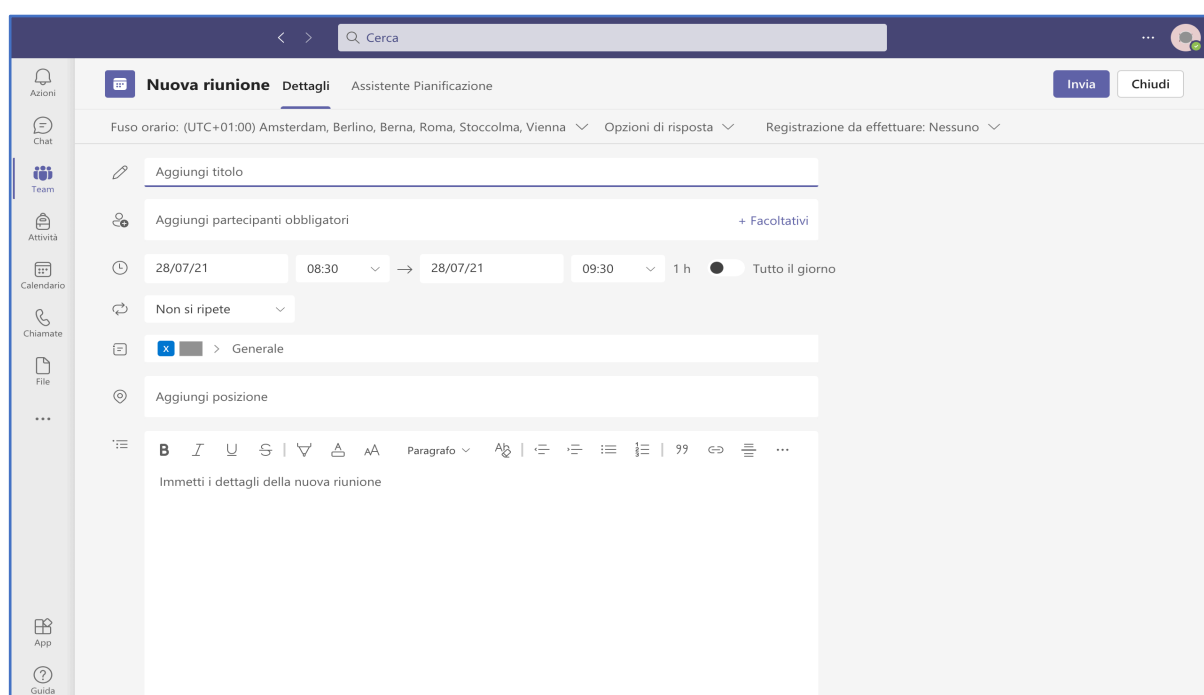 Cerca
Azioni
Chat
Team
Attività
Calendario
Chiamate
File
App
Guida
Nuova riunione Dettagli Assistente Pianificazione Invia Chiudi
Fuso orario: (UTC+01:00) Amsterdam, Berlino, Berna, Roma, Stoccolma, Vienna Opzioni di risposta Registrazione da effettuare: Nessuno
Aggiungi titolo
Aggiungi partecipanti obbligatori + Facoltativi
28/07/21 08:30 → 28/07/21 09:30 1 h Tutto il giorno
Non si ripete
X > Generale
Aggiungi posizione
B I U S A AA Paragrafo Ab
Immetti i dettagli della nuova riunione